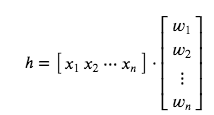 h = [ x₁ x₂ ⋯ xₙ ] · [ w₁
w₂
⋮
wₙ ]